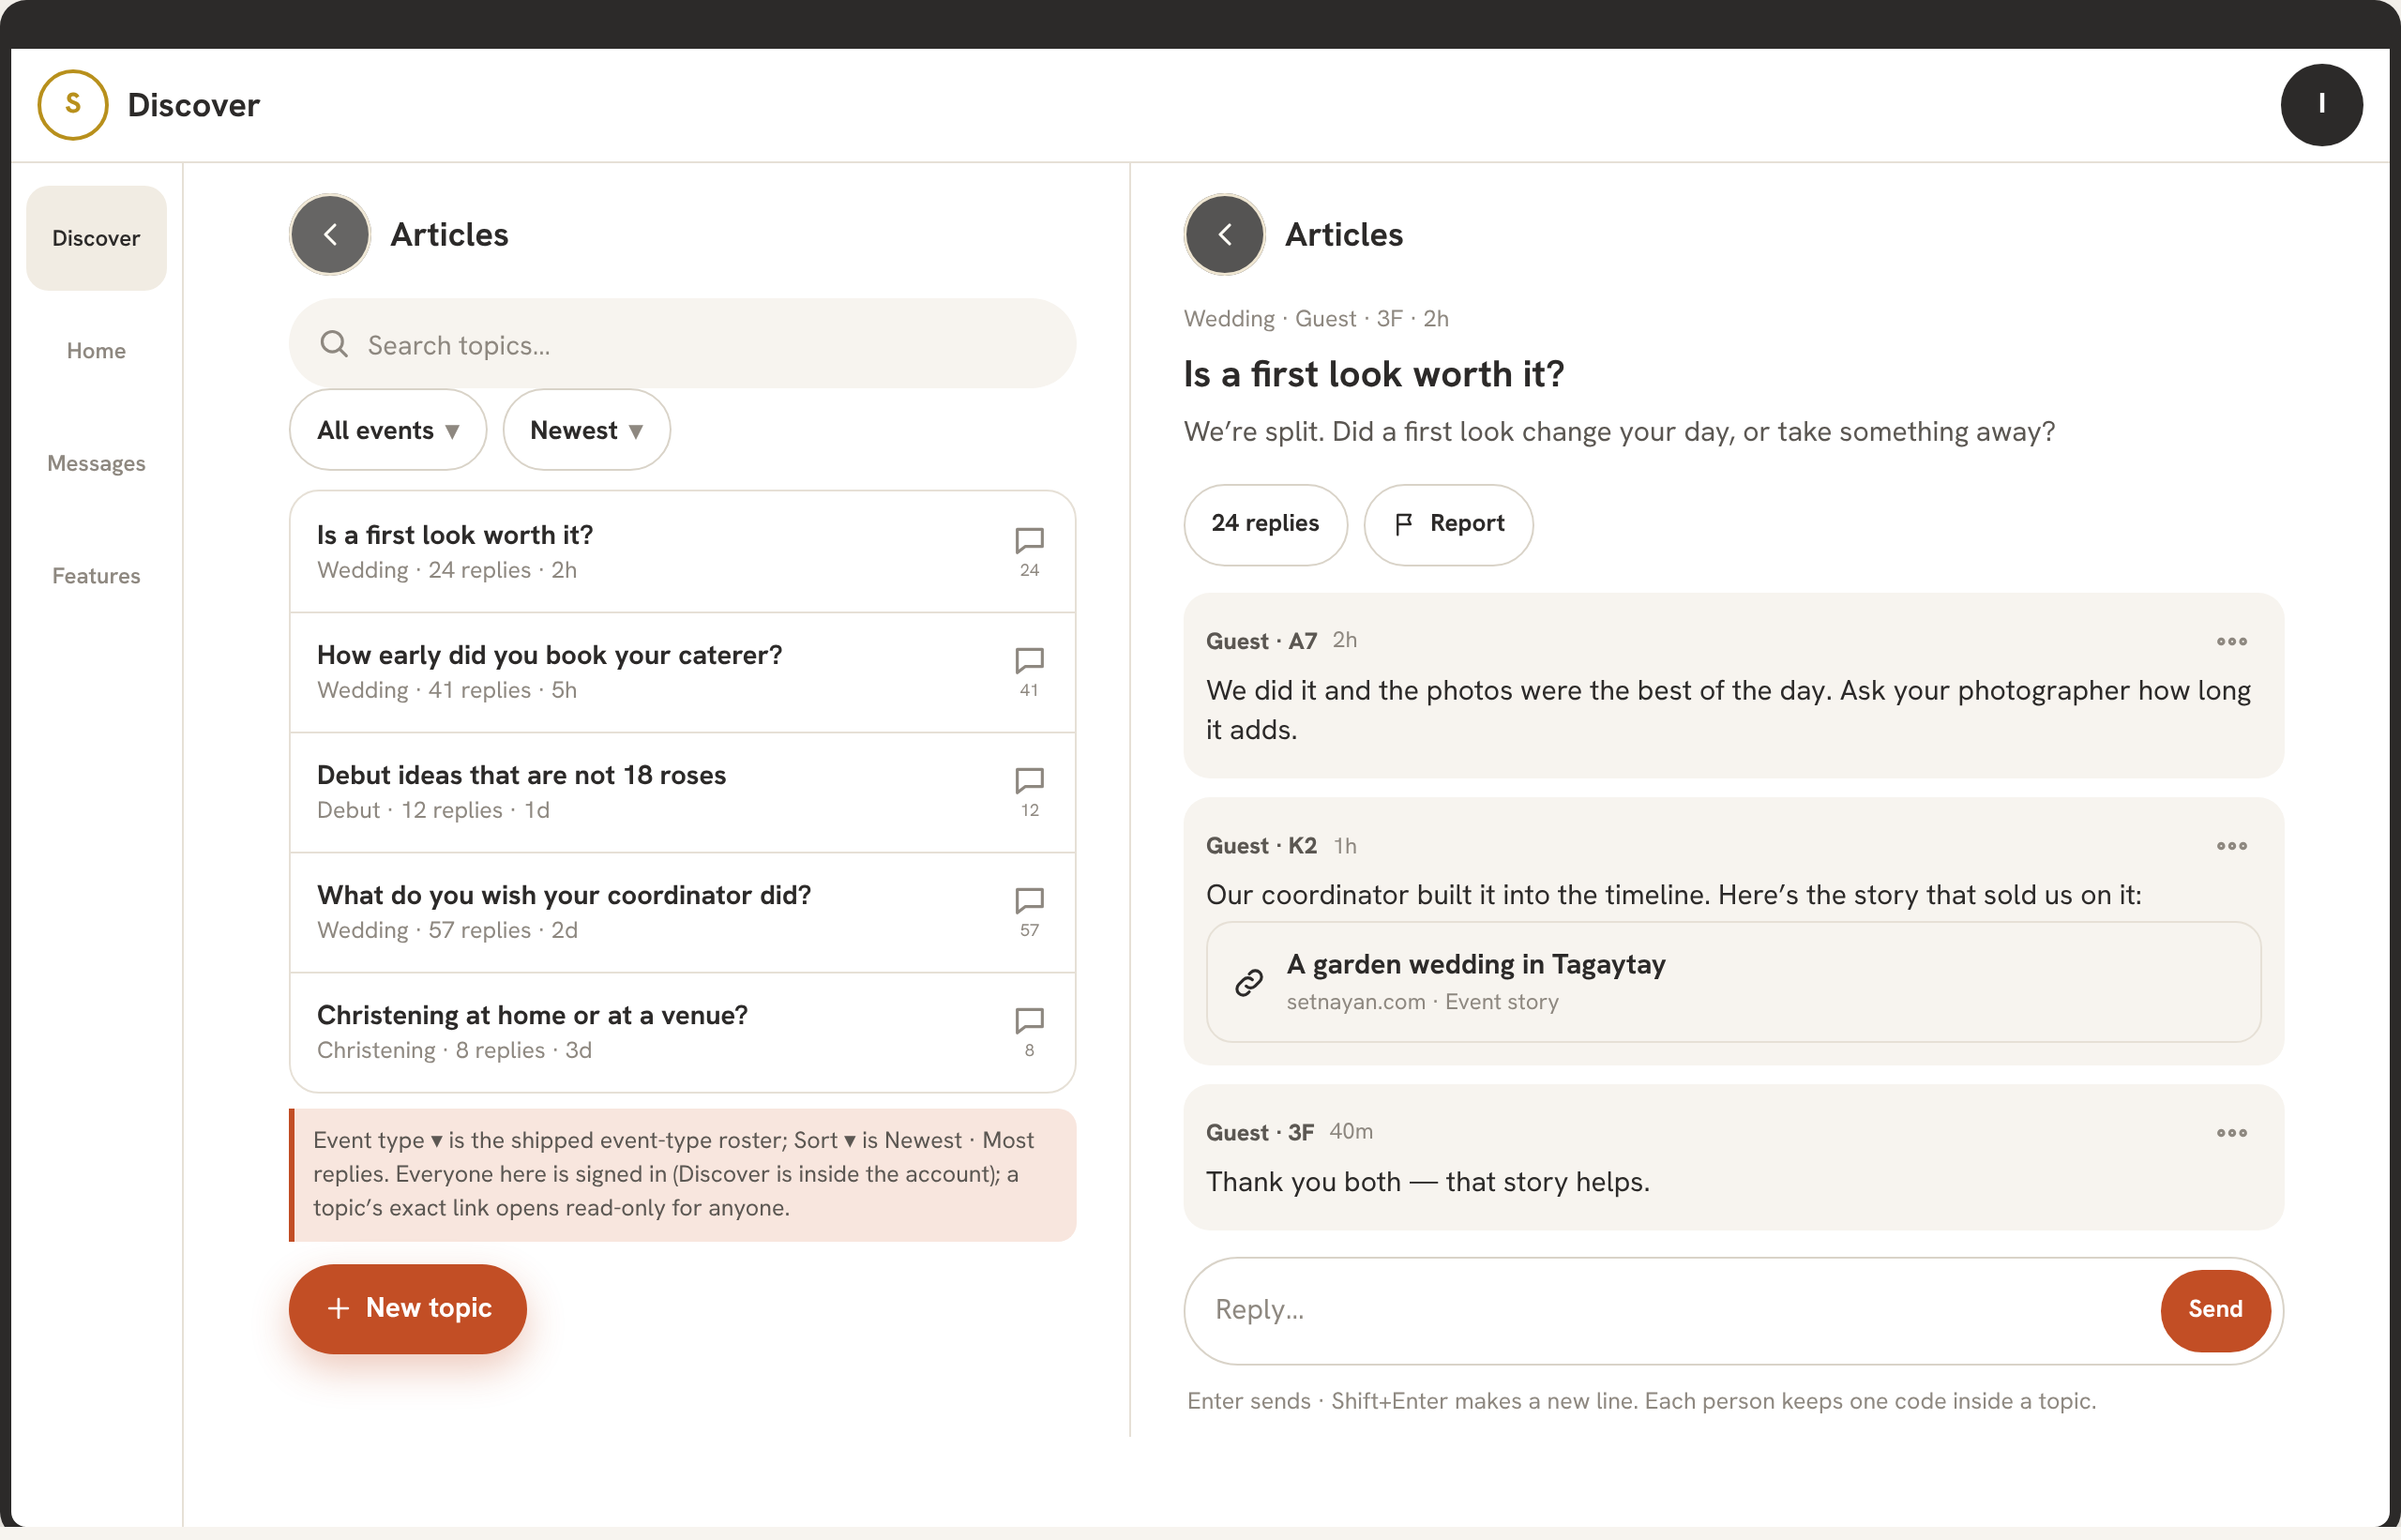 S Discover
I
Discover
Home
Messages
Features
Articles
Search topics...
All events ▼ Newest ▼
Is a first look worth it?
Wedding · 24 replies · 2h
24
How early did you book your caterer?
Wedding · 41 replies · 5h
41
Debut ideas that are not 18 roses
Debut · 12 replies · 1d
12
What do you wish your coordinator did?
Wedding · 57 replies · 2d
57
Christening at home or at a venue?
Christening · 8 replies · 3d
8
Event type ▾ is the shipped event-type roster; Sort ▾ is Newest · Most
replies. Everyone here is signed in (Discover is inside the account); a
topic’s exact link opens read-only for anyone.
+ New topic
Articles
Wedding · Guest · 3F · 2h
Is a first look worth it?
We’re split. Did a first look change your day, or take something away?
24 replies Report
Guest · A7 2h
We did it and the photos were the best of the day. Ask your photographer how long
it adds.
Guest · K2 1h
Our coordinator built it into the timeline. Here’s the story that sold us on it:
A garden wedding in Tagaytay
setnayan.com · Event story
Guest · 3F 40m
Thank you both — that story helps.
Reply...
Send
Enter sends · Shift+Enter makes a new line. Each person keeps one code inside a topic.